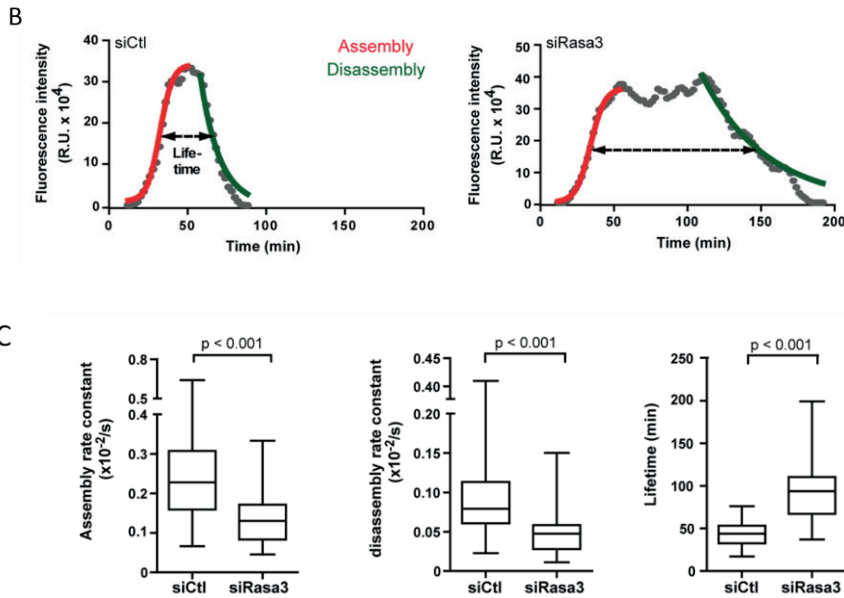 B
siCtl
Assembly
Disassembly
Fluorescence intensity
(R.U. x 10⁴)
40
30
20
10
0
Life-
time
0 50 100 150 200
Time (min)
siRasa3
Fluorescence intensity
(R.U. x 10⁴)
50
40
30
20
10
0
0 50 100 150 200
Time (min)
C
p < 0.001
Assembly rate constant
(x10⁻²/s)
0.8
0.5
0.4
0.3
0.2
0.1
0
siCtl siRasa3
p < 0.001
disassembly rate constant
(x10⁻²/s)
0.45
0.40
0.20
0.15
0.10
0.05
0
siCtl siRasa3
p < 0.001
Lifetime (min)
250
200
150
100
50
0
siCtl siRasa3